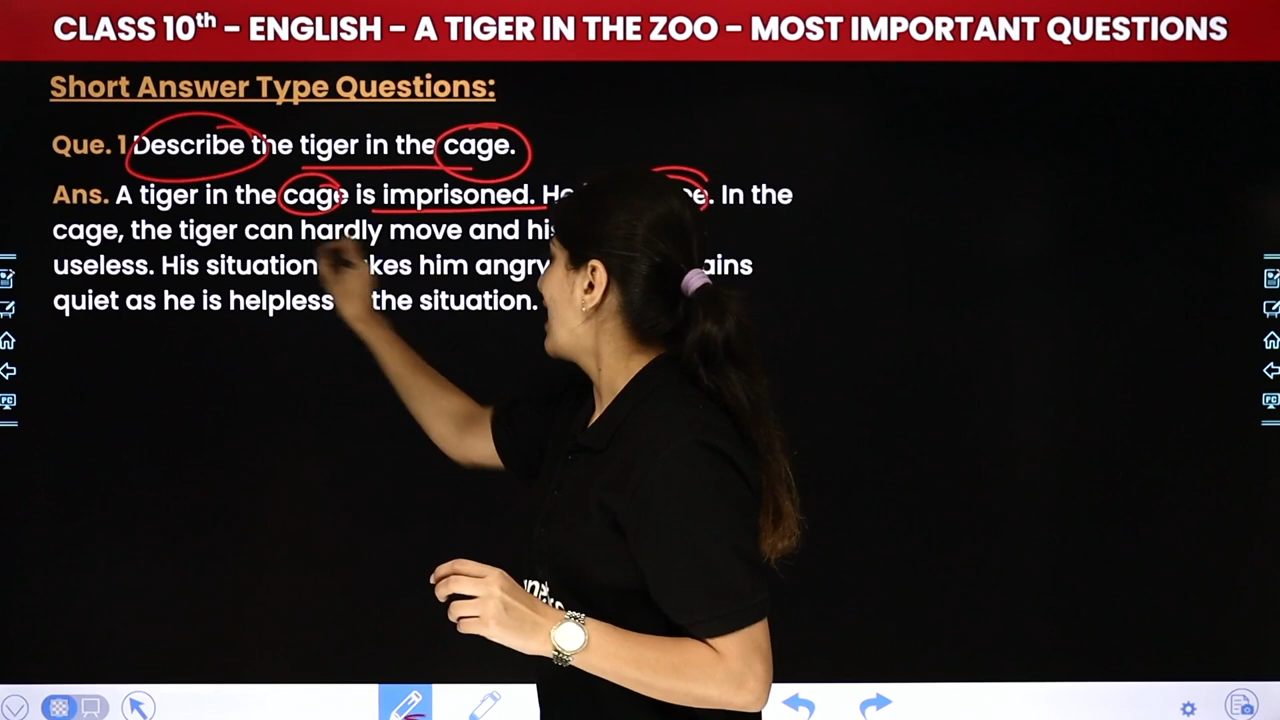 CLASS 10th - ENGLISH - A TIGER IN THE ZOO - MOST IMPORTANT QUESTIONS
Short Answer Type Questions:
Que. 1 Describe the tiger in the cage.
Ans. A tiger in the cage is imprisoned. He . In the
cage, the tiger can hardly move and
useless. His situation him angry
quiet as he is helpless the situation.
PC
PC